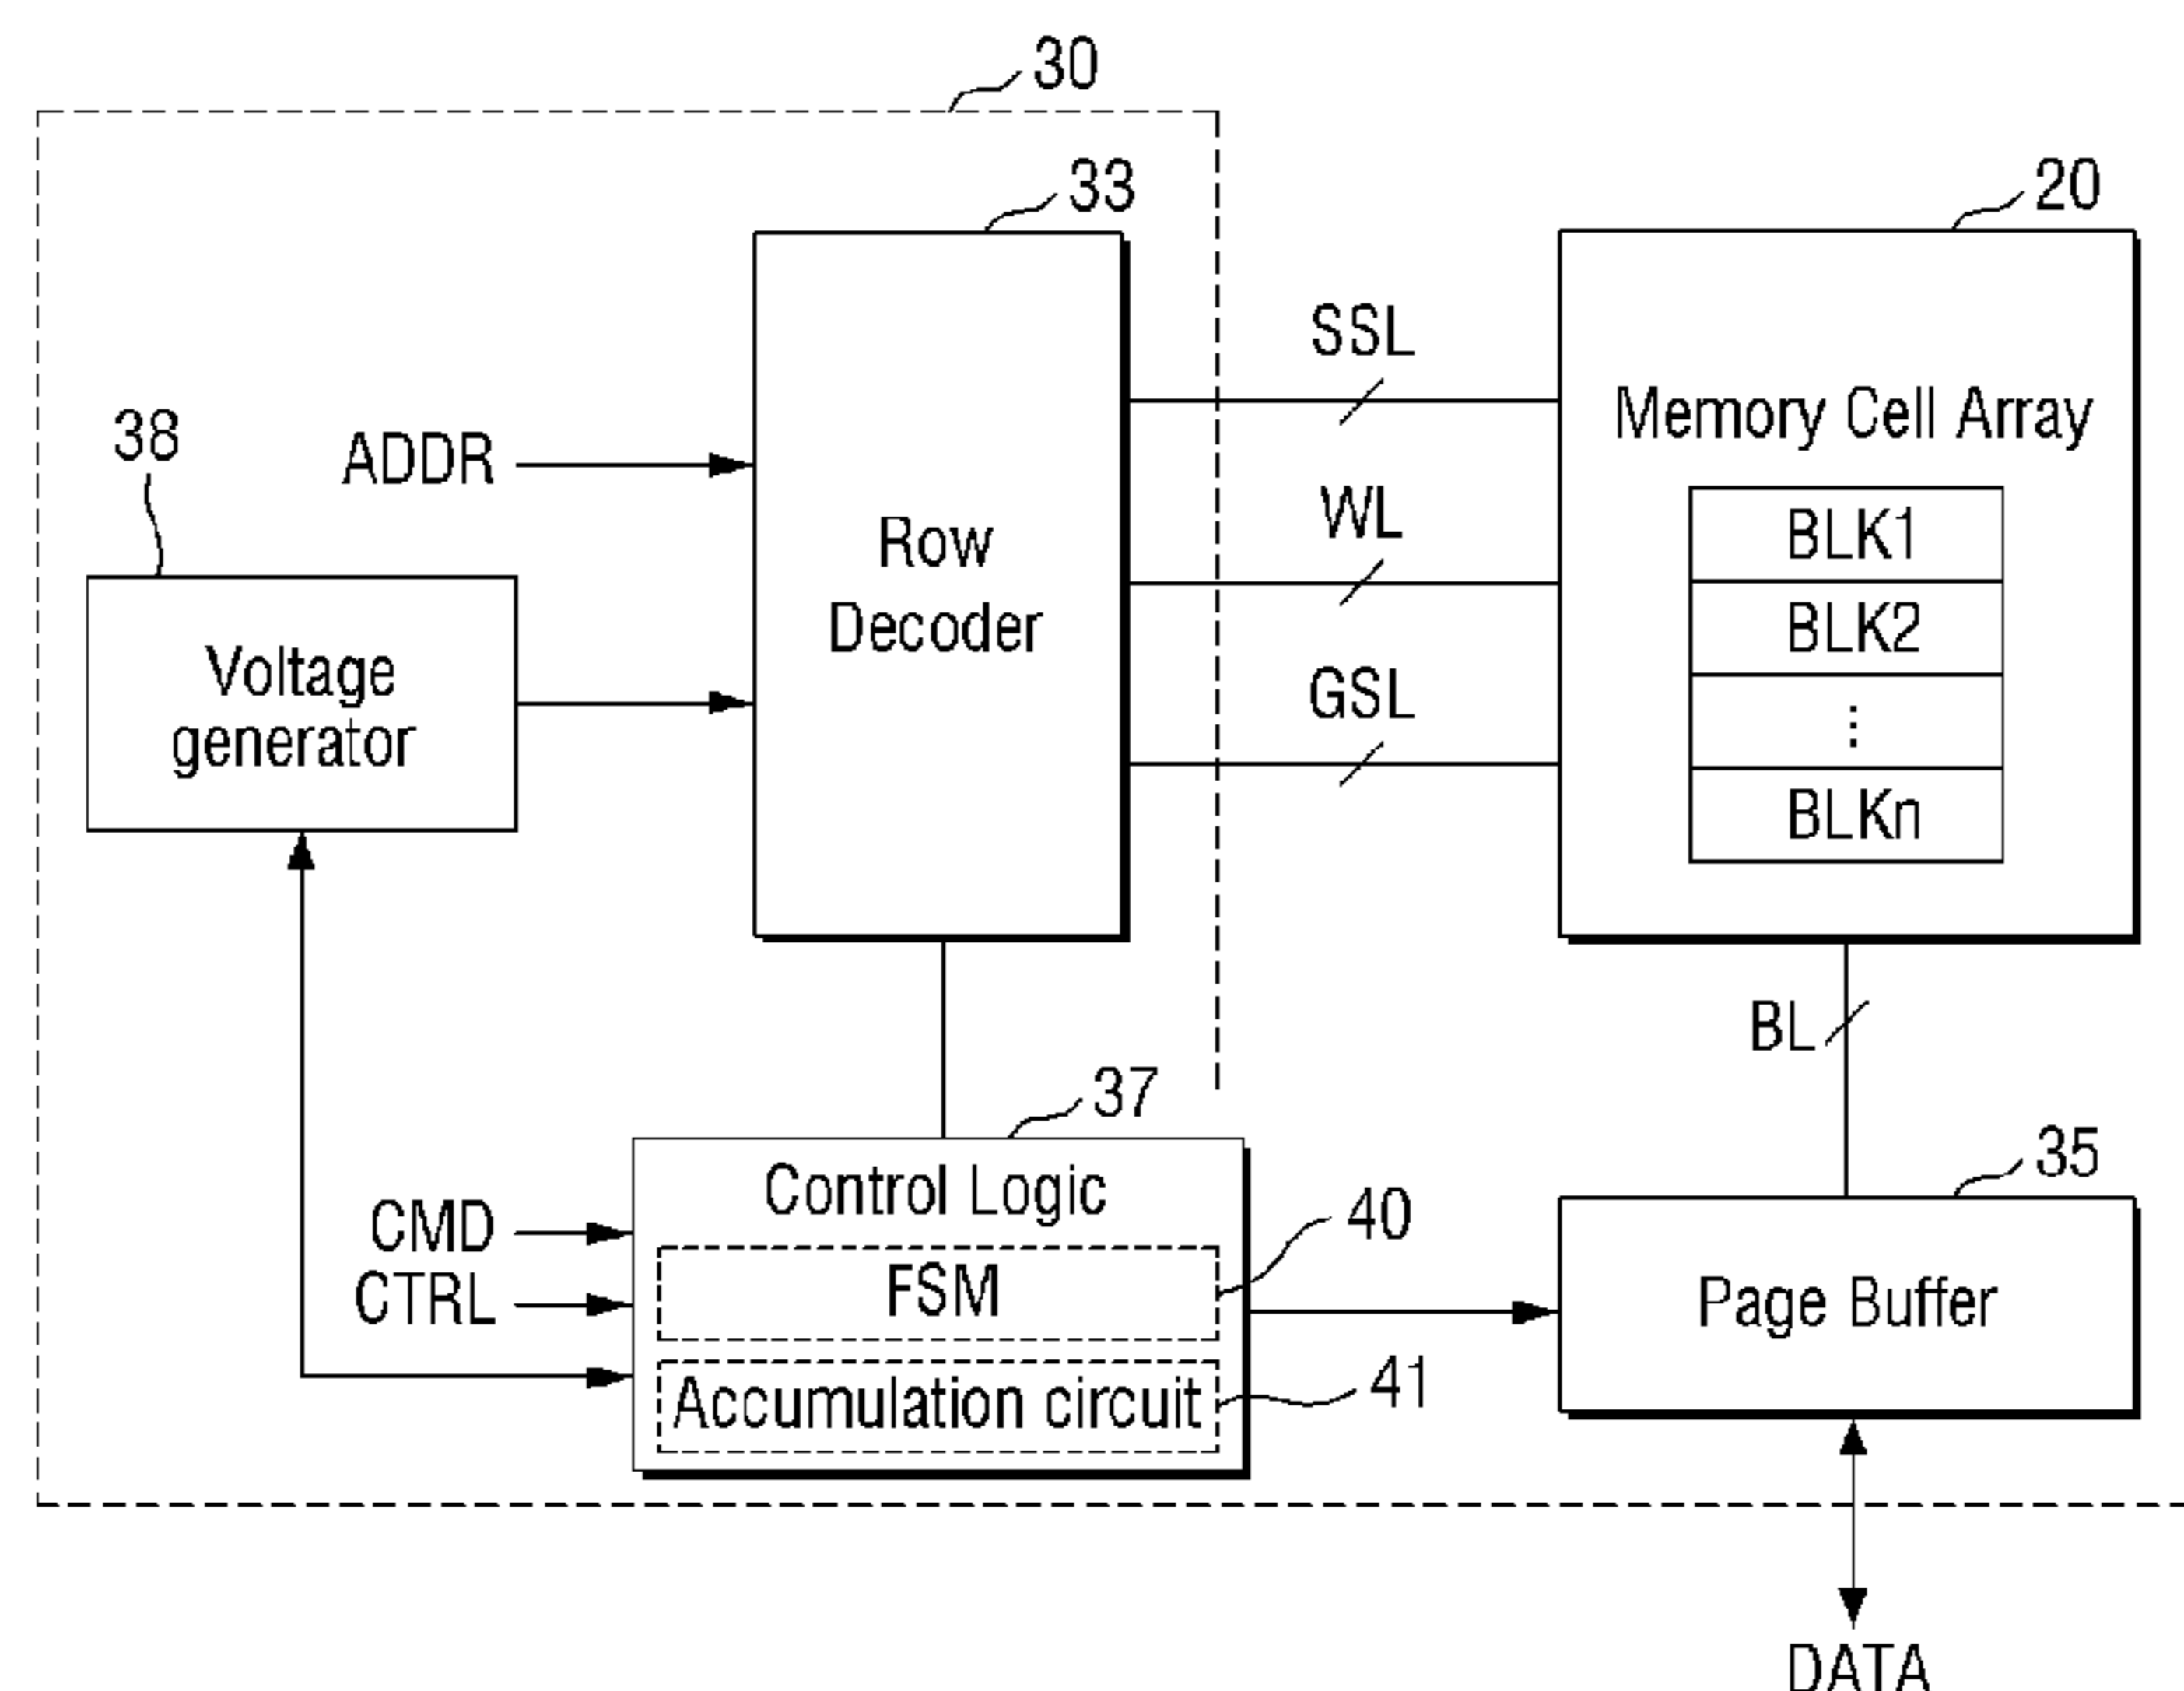 30
33
20
SSL
Memory Cell Array
38
ADDR
WL
BLK1
Row
Decoder
BLK2
Voltage
generator
GSL
⋮
BLKn
BL
37
35
Control Logic
CMD
40
FSM
CTRL
Page Buffer
Accumulation circuit
41
DATA